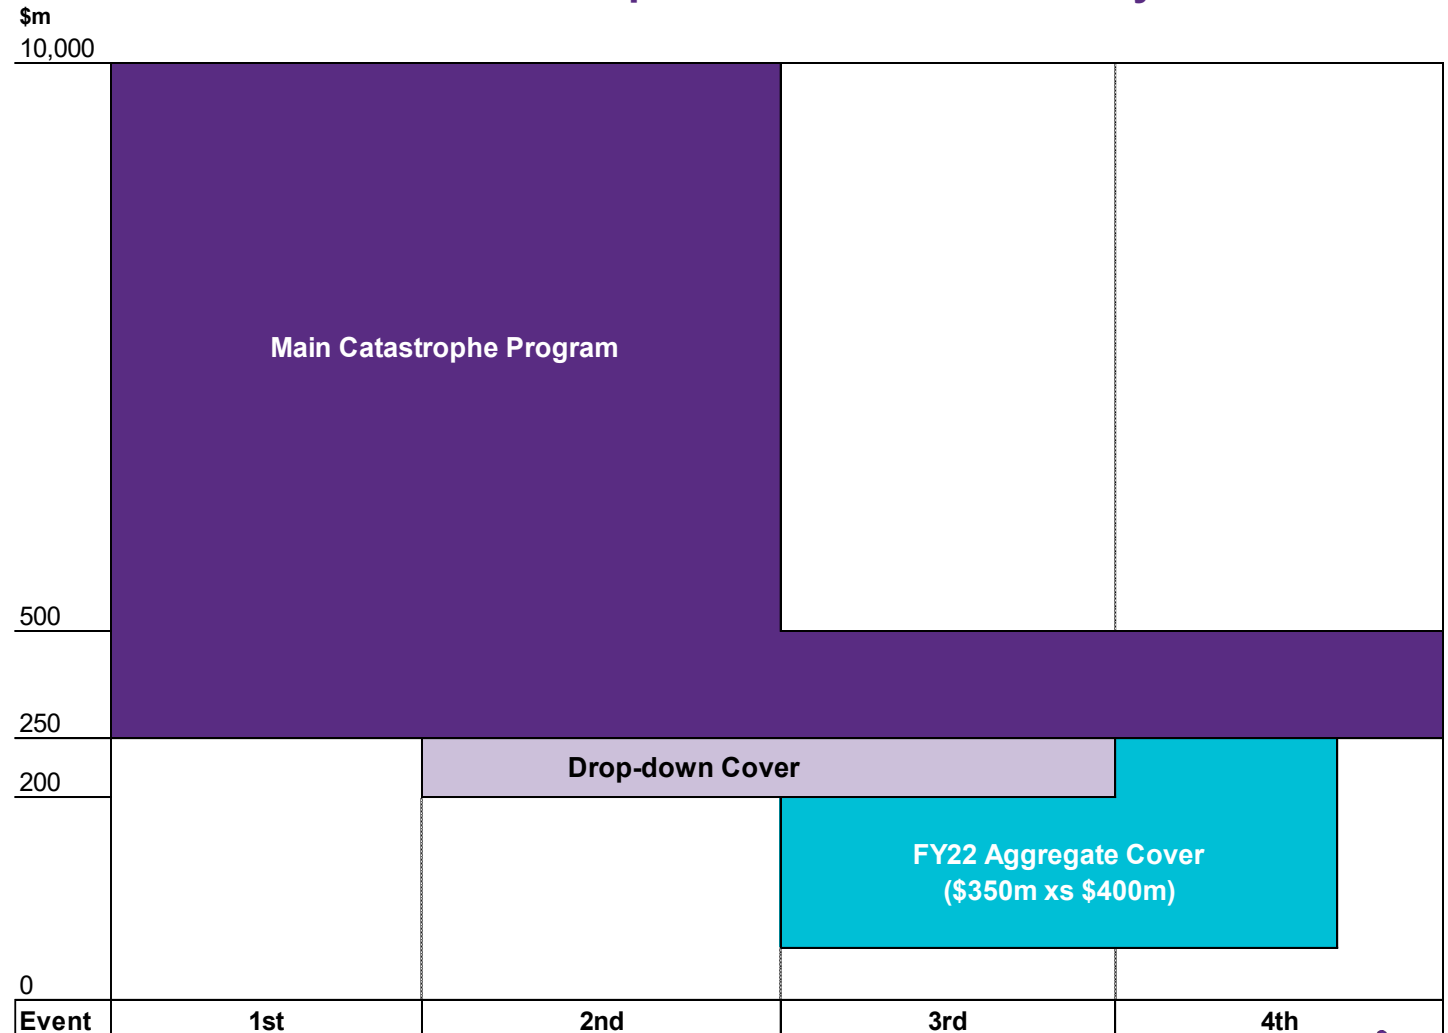 $m
10,000
Main Catastrophe Program
500
250
Drop-down Cover
200
FY22 Aggregate Cover
($350m xs $400m)
0
Event 1st 2nd 3rd 4th